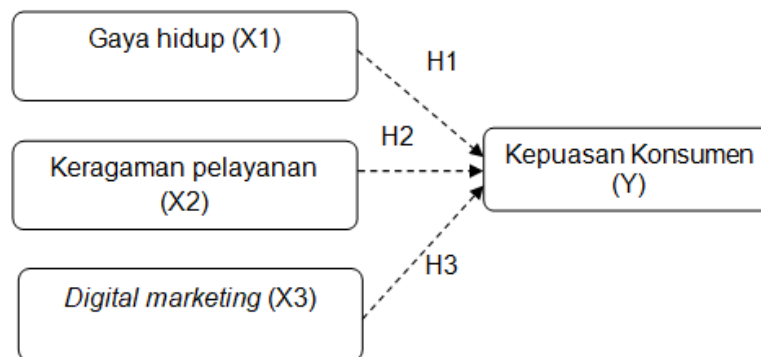 Gaya hidup (X1)
H1
H2
Keragaman pelayanan
(X2)
Kepuasan Konsumen
(Y)
H3
Digital marketing (X3)